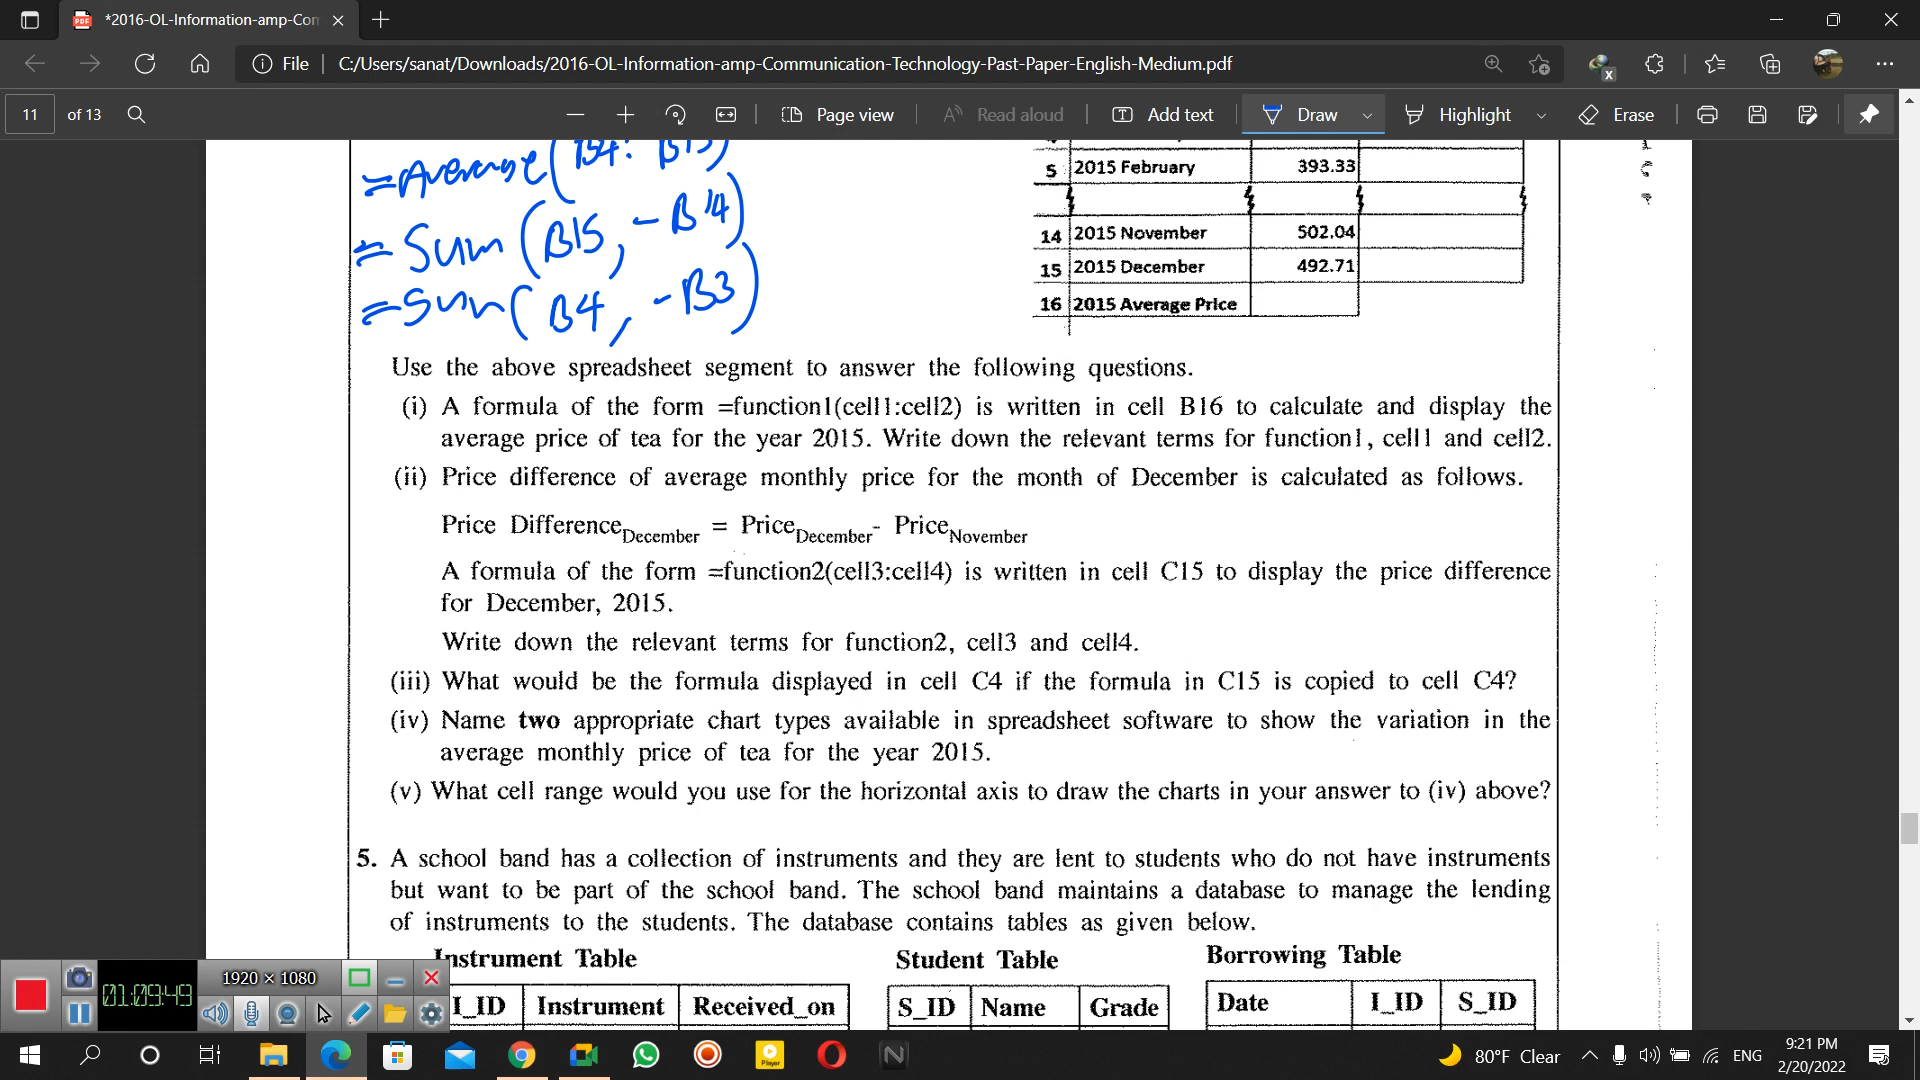 *2016-OL-Information-amp-Com
File
C:/Users/sanat/Downloads/2016-OL-Information-amp-Communication-Technology-Past-Paper-English-Medium.pdf
11 of 13
Page view
Read aloud
Add text
Draw
Highlight
Erase
=Average(B4: B15)
= Sum (B15, -B14)
=Sum( B4, -B3)
5 2015 February 393.33
14 2015 November 502.04
15 2015 December 492.71
16 2015 Average Price
Use the above spreadsheet segment to answer the following questions.
(i) A formula of the form =function1(cell1:cell2) is written in cell B16 to calculate and display the
average price of tea for the year 2015. Write down the relevant terms for function1, cell1 and cell2.
(ii) Price difference of average monthly price for the month of December is calculated as follows.
Price Difference December = Price December - Price November
A formula of the form =function2(cell3:cell4) is written in cell C15 to display the price difference
for December, 2015.
Write down the relevant terms for function2, cell3 and cell4.
(iii) What would be the formula displayed in cell C4 if the formula in C15 is copied to cell C4?
(iv) Name two appropriate chart types available in spreadsheet software to show the variation in the
average monthly price of tea for the year 2015.
(v) What cell range would you use for the horizontal axis to draw the charts in your answer to (iv) above?
5. A school band has a collection of instruments and they are lent to students who do not have instruments
but want to be part of the school band. The school band maintains a database to manage the lending
of instruments to the students. The database contains tables as given below.
Instrument Table
Student Table
Borrowing Table
I_ID Instrument Received_on
S_ID Name Grade
Date I_ID S_ID
1920 × 1080
01:09:49
80°F Clear
ENG
9:21 PM
2/20/2022